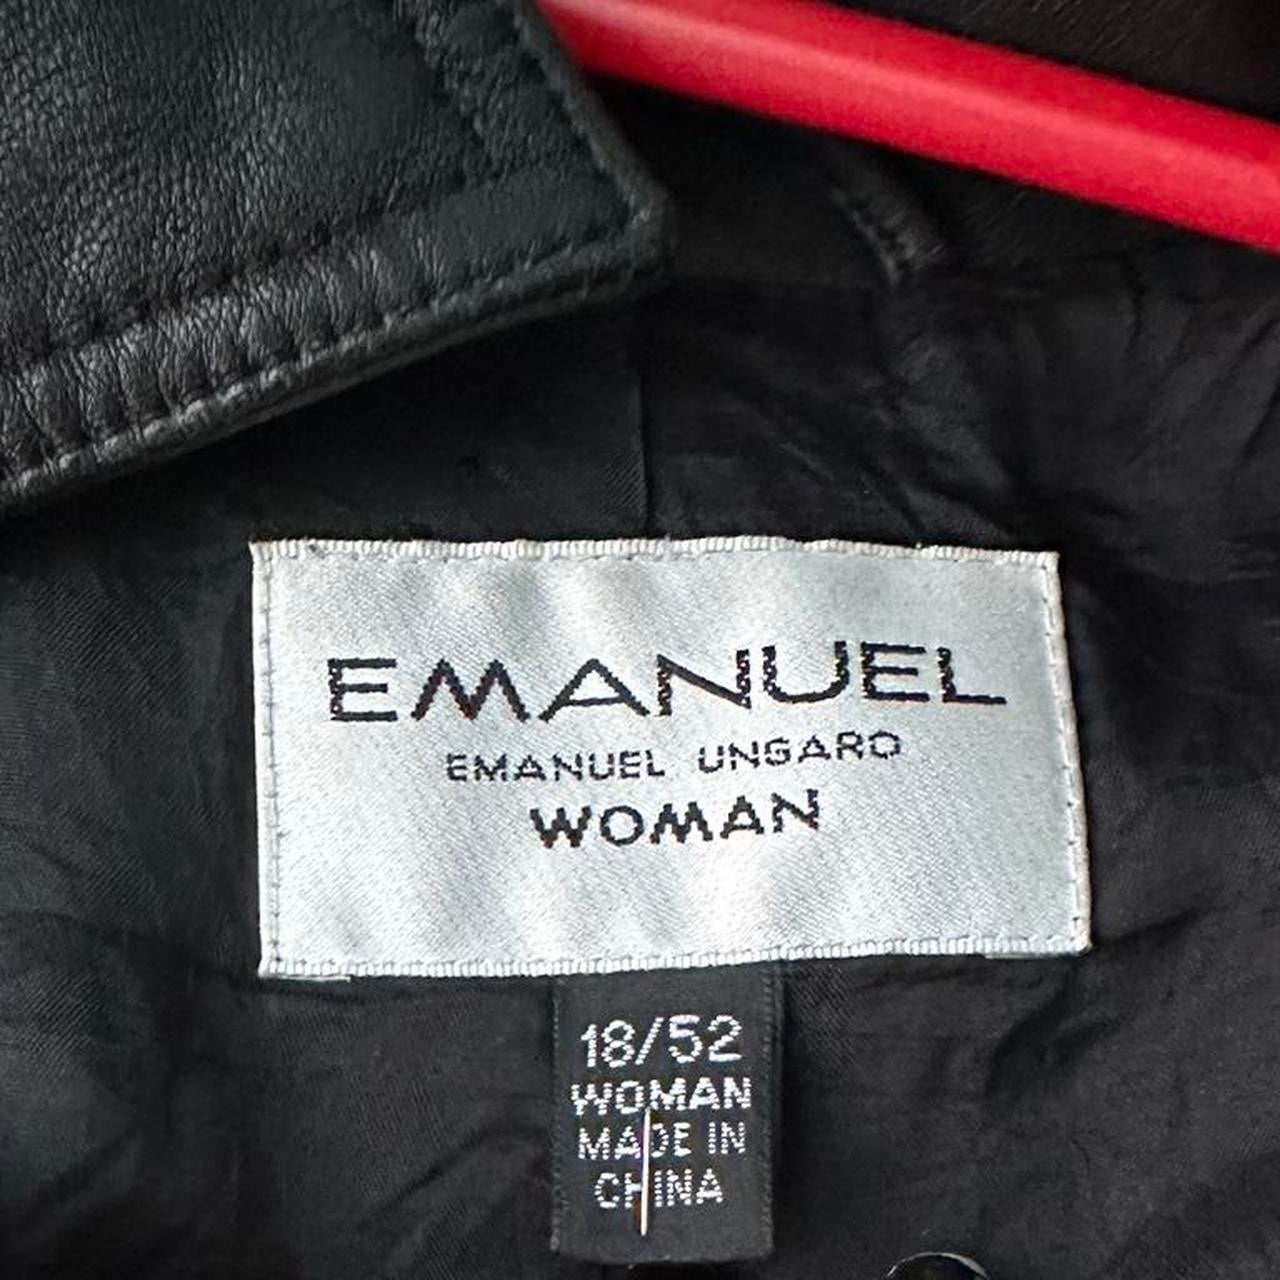 EMANUEL
EMANUEL UNGARO
WOMAN
18/52
WOMAN
MADE IN
CHINA